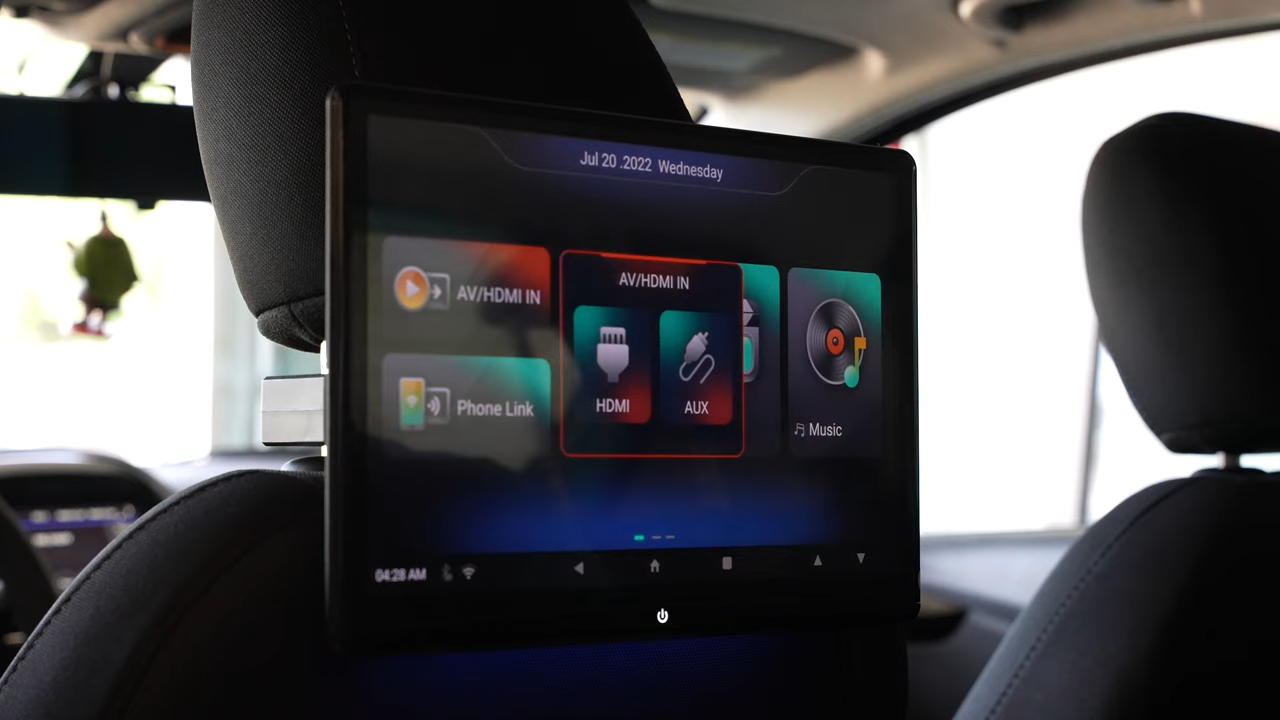 Jul 20 .2022 Wednesday
AV/HDMI IN
Phone Link
AV/HDMI IN
HDMI
AUX
Music
04:28 AM